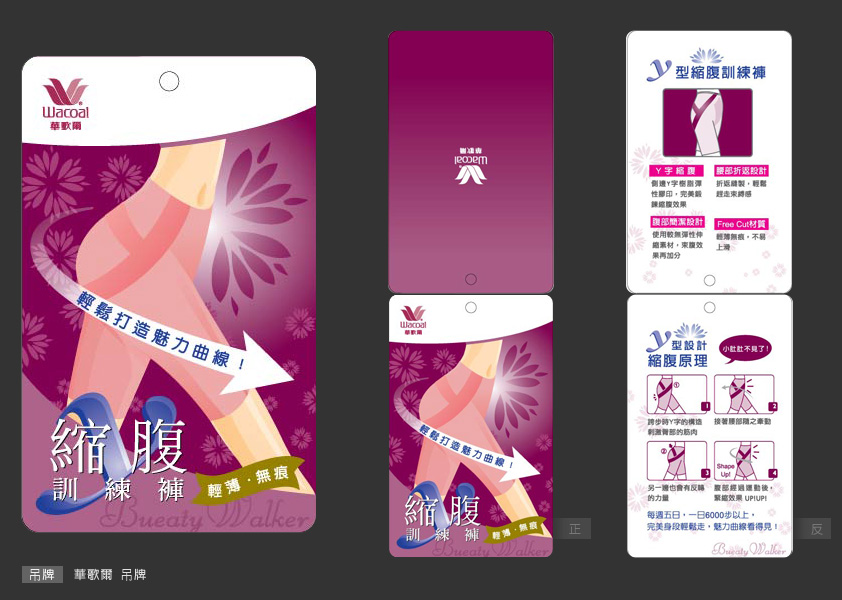 Wacoal
華歌爾
輕鬆打造魅力曲線！
縮腹
訓練褲
輕薄・無痕
Bueaty Walker
華歌爾
Wacoal
Wacoal
華歌爾
輕鬆打造魅力曲線！
縮腹
訓練褲
輕薄・無痕
Bueaty Walker
正
y型縮腹訓練褲
Y字縮腹
側邊Y字樹脂彈
性膠印，完美鍛
鍊縮腹效果
腰部折返設計
折返縫製，輕鬆
經走束縛感
腹部簡潔設計
使用較無彈性伸
縮素材，束腹效
果再加分
Free Cut材質
輕薄無痕，不易
上滑
y型設計
縮腹原理
小肚肚不見了！
①
1
2
跨步時Y字的構造
刺激臀部的筋肉
接著腰部隨之牽動
②
3
Shape
Up!
4
另一邊也會有反轉
的力量
腹部經過運動後，
緊縮效果 UP!UP!
每週五日，一日6000步以上，
完美身段輕鬆走，魅力曲線看得見！
Bueaty Walker
反
吊牌 華歌爾 吊牌